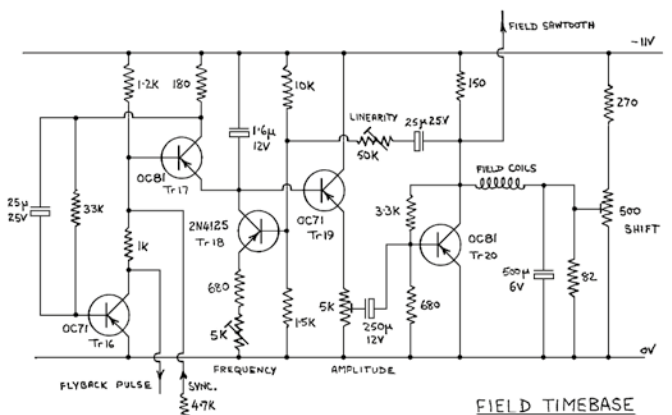 FIELD SAWTOOTH
-11V
1.2K
180
10K
150
270
1.6µ
12V
LINEARITY
25µ 25V
50K
OC81
Tr17
FIELD COILS
25µ
25V
33K
2N4125
Tr18
OC71
Tr19
3.3K
OC81
Tr20
500
SHIFT
1K
680
5K
250µ
12V
680
500µ
6V
82
OC71
Tr16
5K
1.5K
0V
FLYBACK PULSE
SYNC.
4.7K
FREQUENCY
AMPLITUDE
FIELD TIMEBASE